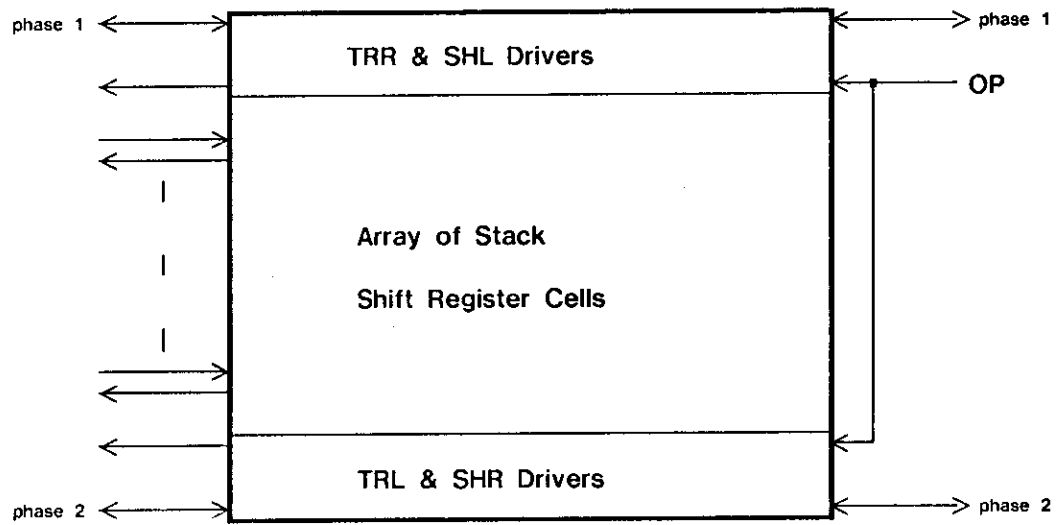 phase 1
phase 1
TRR & SHL Drivers
OP
Array of Stack
Shift Register Cells
TRL & SHR Drivers
phase 2
phase 2